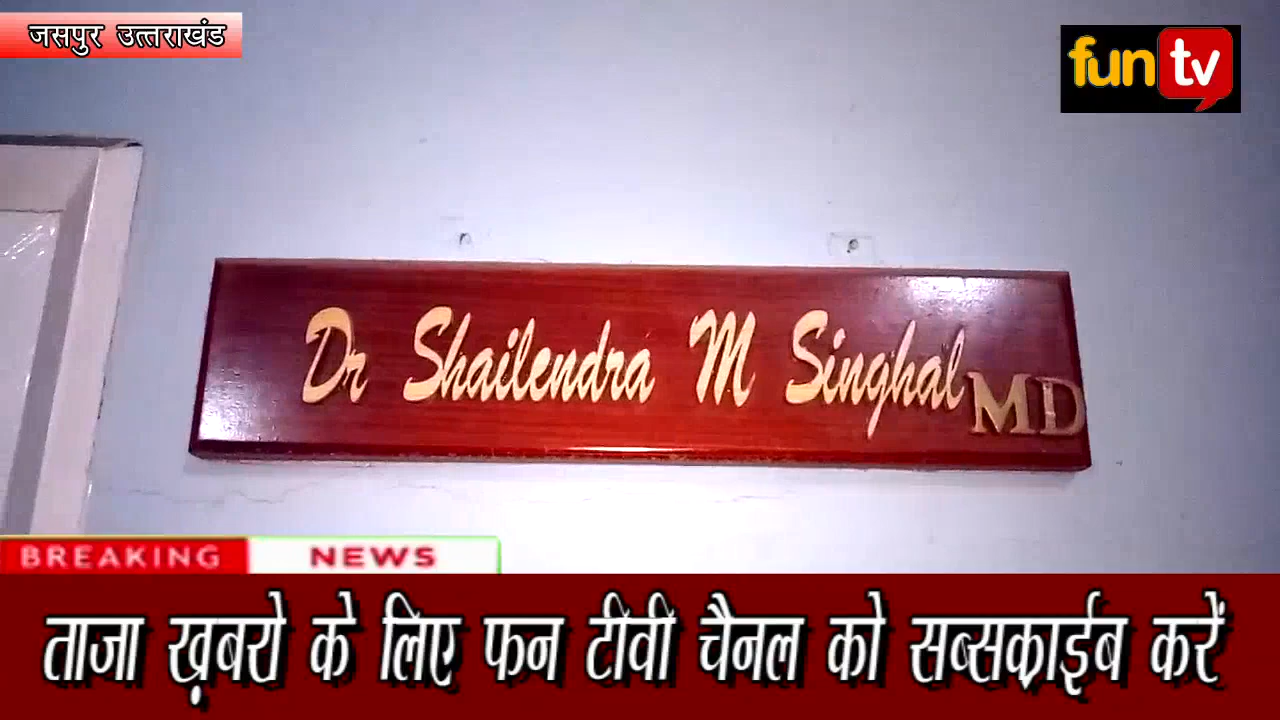 जसपुर उत्तराखंड
fun tv
Dr Shailendra M Singhal MD
BREAKING NEWS
ताजा ख़बरो के लिए फन टीवी चैनल को सब्सक्राईब करें